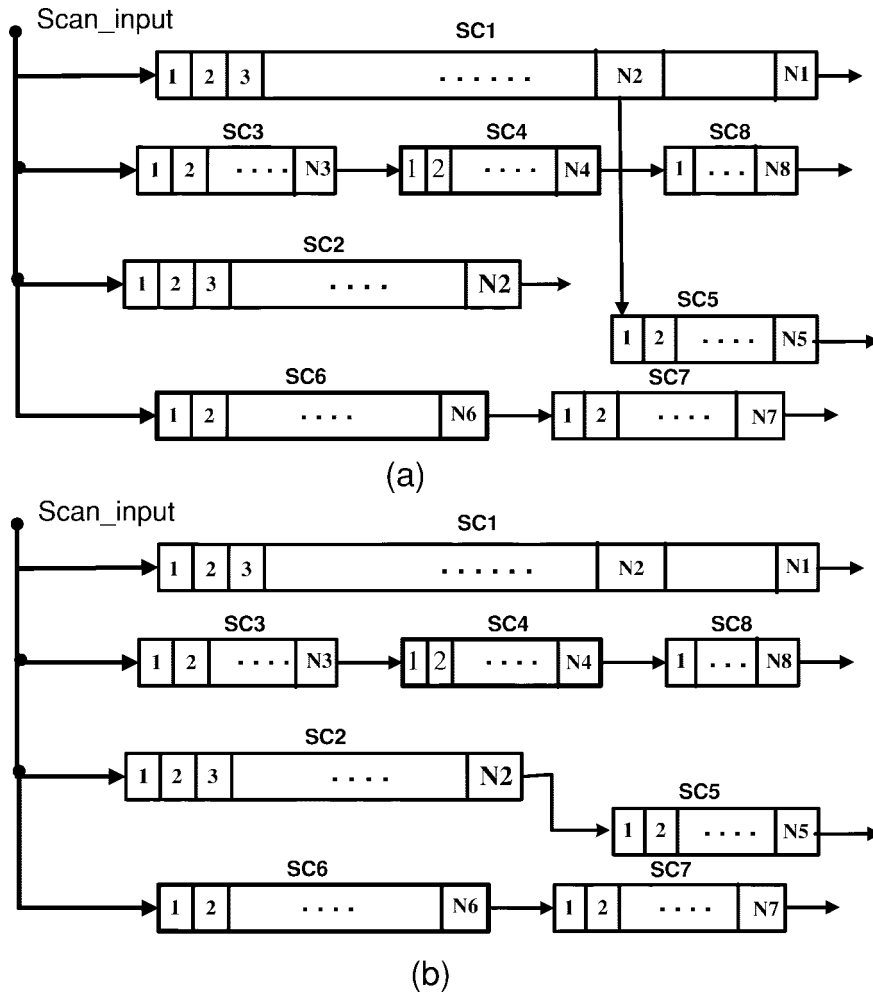 Scan_input
SC1
1 2 3 ...... N2 N1
SC3 SC4 SC8
1 2 .... N3 1 2 .... N4 1 ... N8
SC2
1 2 3 .... N2
SC5
1 2 .... N5
SC6 SC7
1 2 .... N6 1 2 .... N7
(a)
Scan_input
SC1
1 2 3 ...... N2 N1
SC3 SC4 SC8
1 2 .... N3 1 2 .... N4 1 ... N8
SC2
1 2 3 .... N2
SC5
1 2 .... N5
SC6 SC7
1 2 .... N6 1 2 .... N7
(b)